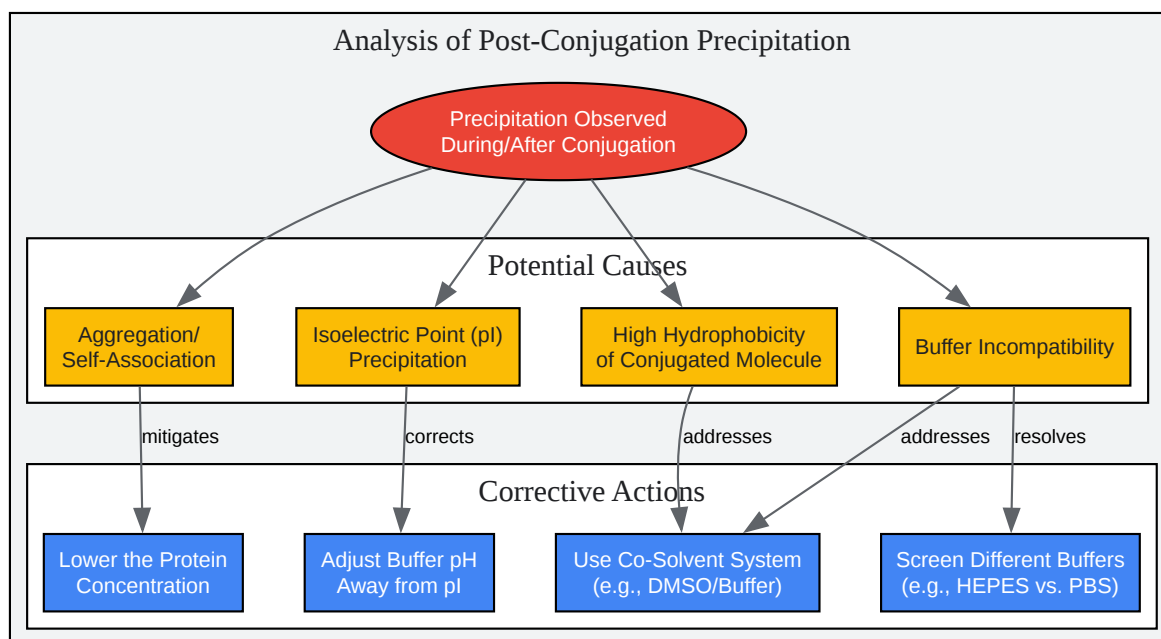 Analysis of Post-Conjugation Precipitation
Precipitation Observed
During/After Conjugation
Potential Causes
Aggregation/
Self-Association
Isoelectric Point (pI)
Precipitation
High Hydrophobicity
of Conjugated Molecule
Buffer Incompatibility
mitigates
corrects
addresses
addresses
resolves
Corrective Actions
Lower the Protein
Concentration
Adjust Buffer pH
Away from pI
Use Co-Solvent System
(e.g., DMSO/Buffer)
Screen Different Buffers
(e.g., HEPES vs. PBS)